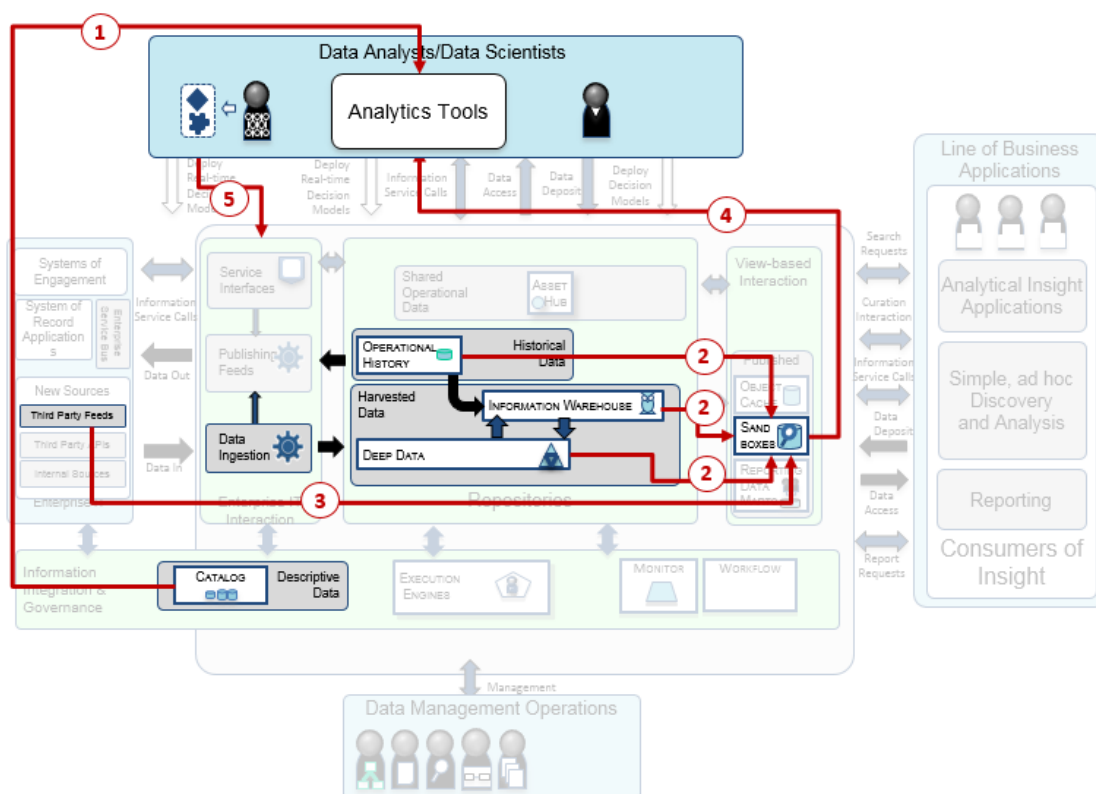 1
Data Analysts/Data Scientists
Analytics Tools
Deploy
Real-time
Decision
Models
5
Deploy
Real-time
Decision
Models
Information
Service Calls
Data
Access
Data
Deposit
Deploy
Decision
Models
4
Line of Business
Applications
Systems of
Engagement
System of
Record
Application
s
Enterprise
Service Bus
Information
Service Calls
Data Out
New Sources
Third Party Feeds
Third Party APIs
Internal Sources
Enterprise IT
Data In
Service
Interfaces
Publishing
Feeds
Data
Ingestion
Enterprise IT
Interaction
Shared
Operational
Data
ASSET
HUB
OPERATIONAL
HISTORY
Historical
Data
2
Harvested
Data
INFORMATION WAREHOUSE
2
DEEP DATA
2
3
Repositories
View-based
Interaction
Published
OBJECT
CACHE
SAND
BOXES
REPORTING
DATA
MARTS
Search
Requests
Curation
Interaction
Information
Service Calls
Data
Deposit
Data
Access
Report
Requests
Analytical Insight
Applications
Simple, ad hoc
Discovery
and Analysis
Reporting
Consumers of
Insight
Information
Integration &
Governance
CATALOG
Descriptive
Data
EXECUTION
ENGINES
MONITOR
WORKFLOW
Management
Data Management Operations